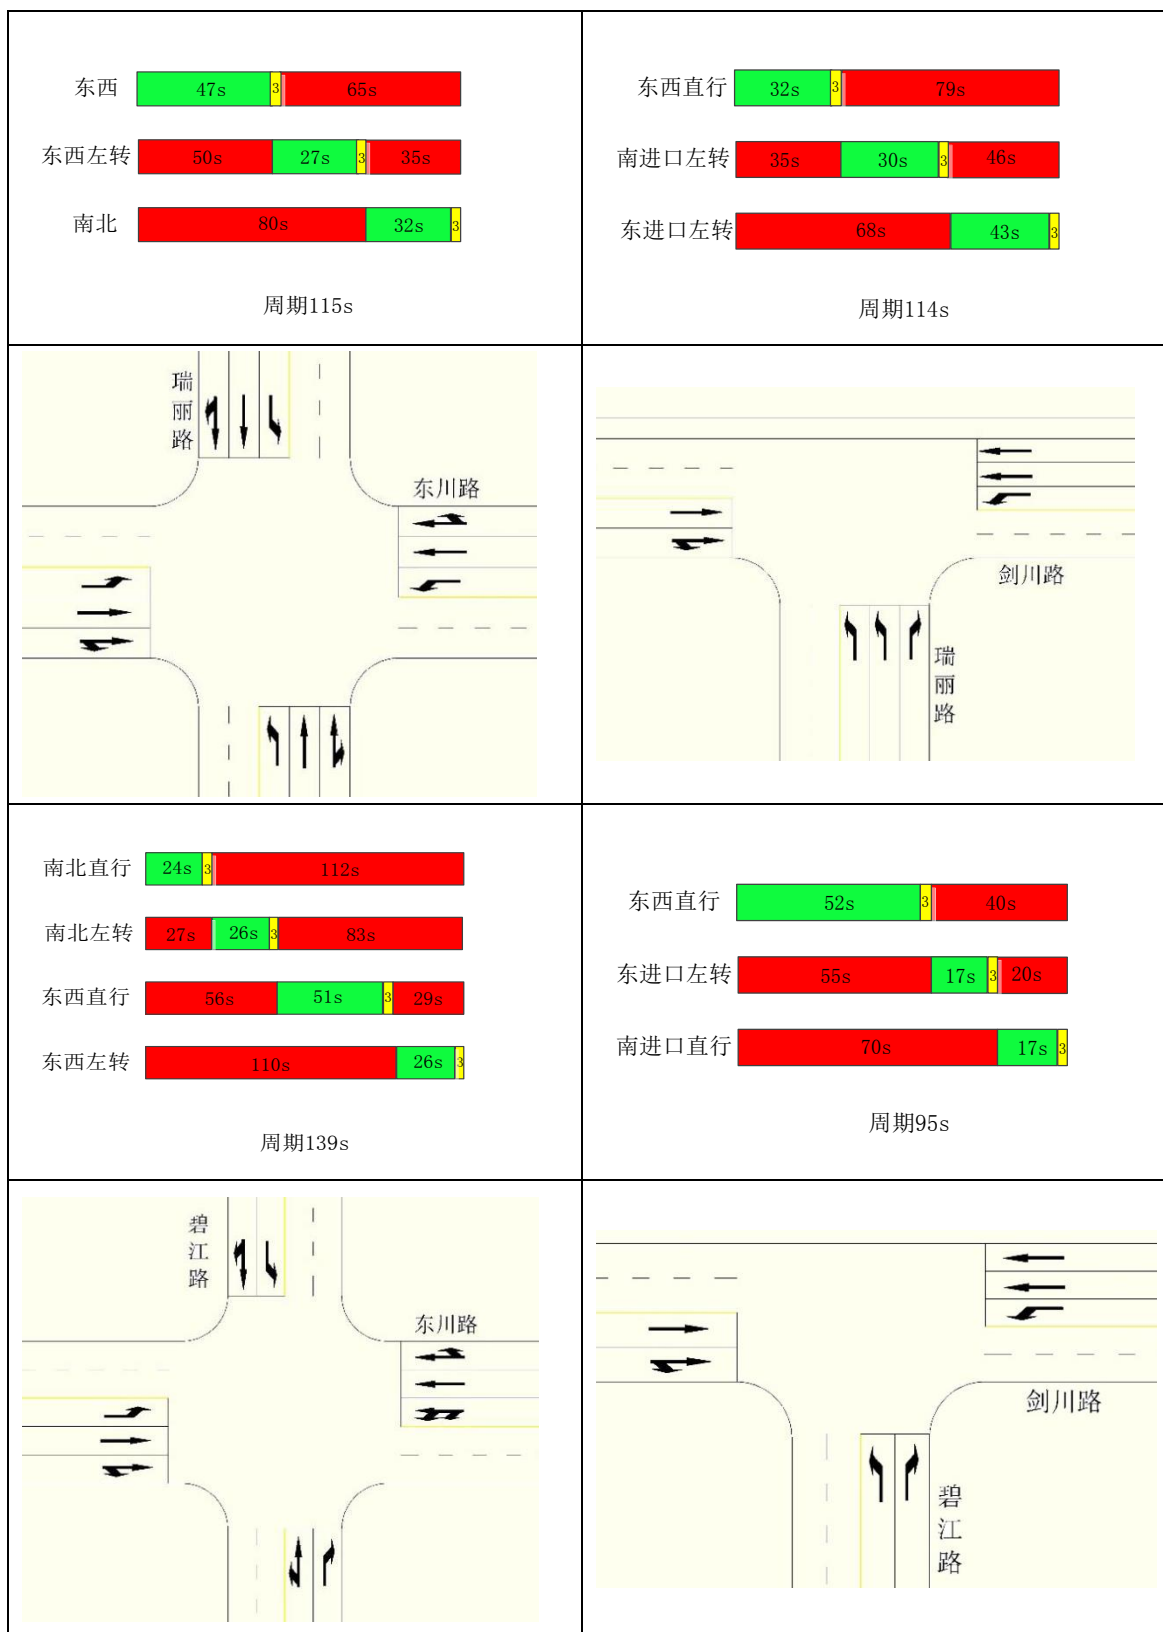 东西 47s 3 65s
东西左转 50s 27s 3 35s
南北 80s 32s 3
周期115s
东西直行 32s 3 79s
南进口左转 35s 30s 3 46s
东进口左转 68s 43s 3
周期114s
瑞丽路
东川路
剑川路
瑞丽路
南北直行 24s 3 112s
南北左转 27s 26s 3 83s
东西直行 56s 51s 3 29s
东西左转 110s 26s 3
周期139s
东西直行 52s 3 40s
东进口左转 55s 17s 3 20s
南进口直行 70s 17s 3
周期95s
碧江路
东川路
剑川路
碧江路